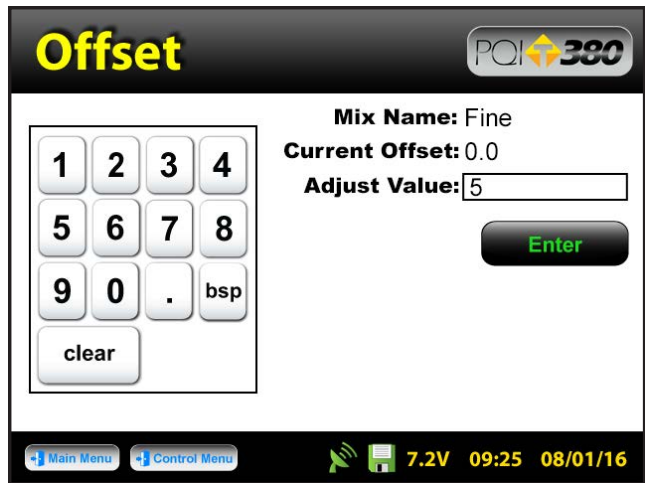 Offset
PQI T 380
Mix Name: Fine
Current Offset: 0.0
Adjust Value: 5
Enter
1 2 3 4
5 6 7 8
9 0 . bsp
clear
Main Menu Control Menu 7.2V 09:25 08/01/16